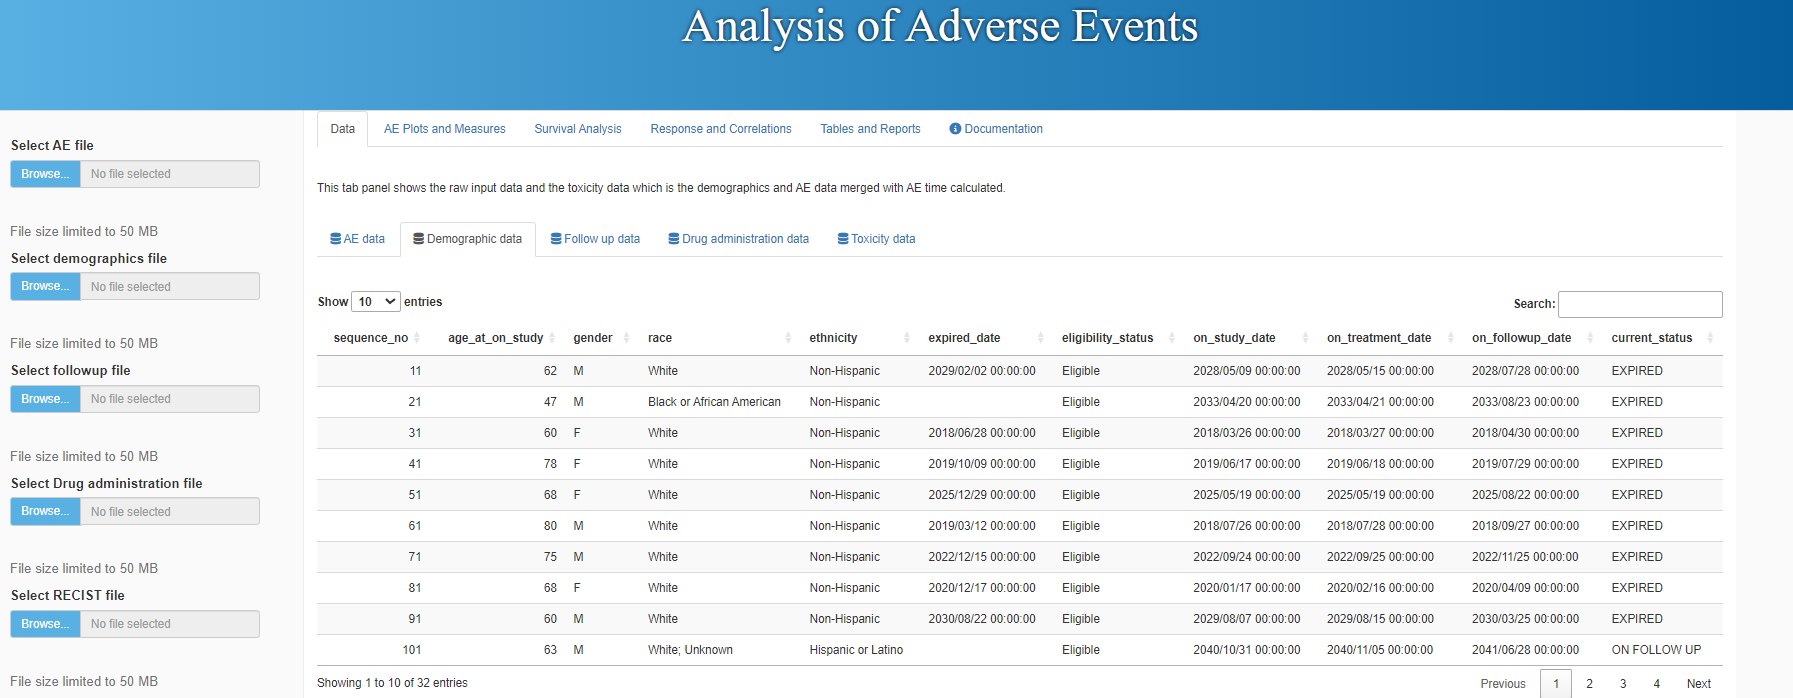 Analysis of Adverse Events
Data AE Plots and Measures Survival Analysis Response and Correlations Tables and Reports Documentation
Select AE file
Browse... No file selected
File size limited to 50 MB
Select demographics file
Browse... No file selected
File size limited to 50 MB
Select followup file
Browse... No file selected
File size limited to 50 MB
Select Drug administration file
Browse... No file selected
File size limited to 50 MB
Select RECIST file
Browse... No file selected
File size limited to 50 MB
This tab panel shows the raw input data and the toxicity data which is the demographics and AE data merged with AE time calculated.
AE data Demographic data Follow up data Drug administration data Toxicity data
Show 10 entries Search:
sequence_no age_at_on_study gender race ethnicity expired_date eligibility_status on_study_date on_treatment_date on_followup_date current_status
11 62 M White Non-Hispanic 2029/02/02 00:00:00 Eligible 2028/05/09 00:00:00 2028/05/15 00:00:00 2028/07/28 00:00:00 EXPIRED
21 47 M Black or African American Non-Hispanic Eligible 2033/04/20 00:00:00 2033/04/21 00:00:00 2033/08/23 00:00:00 EXPIRED
31 60 F White Non-Hispanic 2018/06/28 00:00:00 Eligible 2018/03/26 00:00:00 2018/03/27 00:00:00 2018/04/30 00:00:00 EXPIRED
41 78 F White Non-Hispanic 2019/10/09 00:00:00 Eligible 2019/06/17 00:00:00 2019/06/18 00:00:00 2019/07/29 00:00:00 EXPIRED
51 68 F White Non-Hispanic 2025/12/29 00:00:00 Eligible 2025/05/19 00:00:00 2025/05/19 00:00:00 2025/08/22 00:00:00 EXPIRED
61 80 M White Non-Hispanic 2019/03/12 00:00:00 Eligible 2018/07/26 00:00:00 2018/07/28 00:00:00 2018/09/27 00:00:00 EXPIRED
71 75 M White Non-Hispanic 2022/12/15 00:00:00 Eligible 2022/09/24 00:00:00 2022/09/25 00:00:00 2022/11/25 00:00:00 EXPIRED
81 68 F White Non-Hispanic 2020/12/17 00:00:00 Eligible 2020/01/17 00:00:00 2020/02/16 00:00:00 2020/04/09 00:00:00 EXPIRED
91 60 M White Non-Hispanic 2030/08/22 00:00:00 Eligible 2029/08/07 00:00:00 2029/08/15 00:00:00 2030/03/25 00:00:00 EXPIRED
101 63 M White; Unknown Hispanic or Latino Eligible 2040/10/31 00:00:00 2040/11/05 00:00:00 2041/06/28 00:00:00 ON FOLLOW UP
Showing 1 to 10 of 32 entries Previous 1 2 3 4 Next